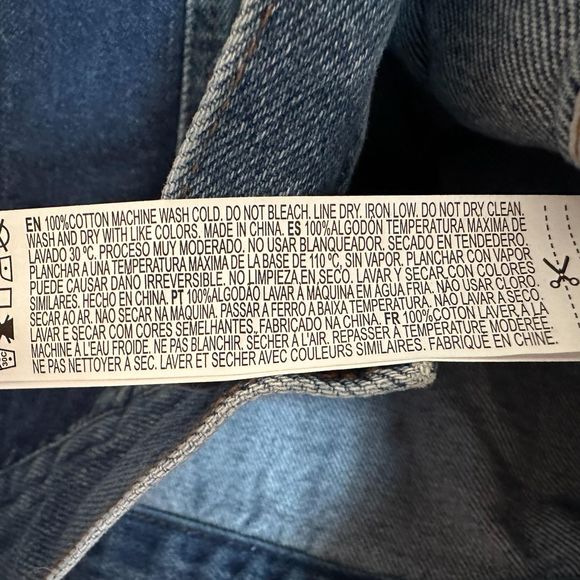 EN 100%COTTON MACHINE WASH COLD. DO NOT BLEACH. LINE DRY. IRON LOW. DO NOT DRY CLEAN.
WASH AND DRY WITH LIKE COLORS. MADE IN CHINA. ES 100%ALGODÓN TEMPERATURA MAXIMA DE
LAVADO 30 ºC. PROCESO MUY MODERADO. NO USAR BLANQUEADOR. SECADO EN TENDEDERO.
PLANCHAR A UNA TEMPERATURA MAXIMA DE LA BASE DE 110 ºC, SIN VAPOR. PLANCHAR CON VAPOR
PUEDE CAUSAR DAÑO IRREVERSIBLE. NO LIMPIEZA EN SECO. LAVAR Y SECAR CON COLORES
SIMILARES. HECHO EN CHINA. PT 100%ALGODÃO LAVAR À MÁQUINA EM ÁGUA FRIA. NÃO USAR CLORO.
SECAR AO AR. NÃO SECAR NA MÁQUINA. PASSAR A FERRO A BAIXA TEMPERATURA. NÃO LAVAR A SECO.
LAVAR E SECAR COM CORES SEMELHANTES, FABRICADO NA CHINA. FR 100%COTON LAVER À LA
MACHINE À L'EAU FROIDE. NE PAS BLANCHIR. SÉCHER À L'AIR. REPASSER À TEMPÉRATURE MODÉRÉE.
NE PAS NETTOYER À SEC. LAVER ET SÉCHER AVEC COULEURS SIMILAIRES. FABRIQUÉ EN CHINE.
30C